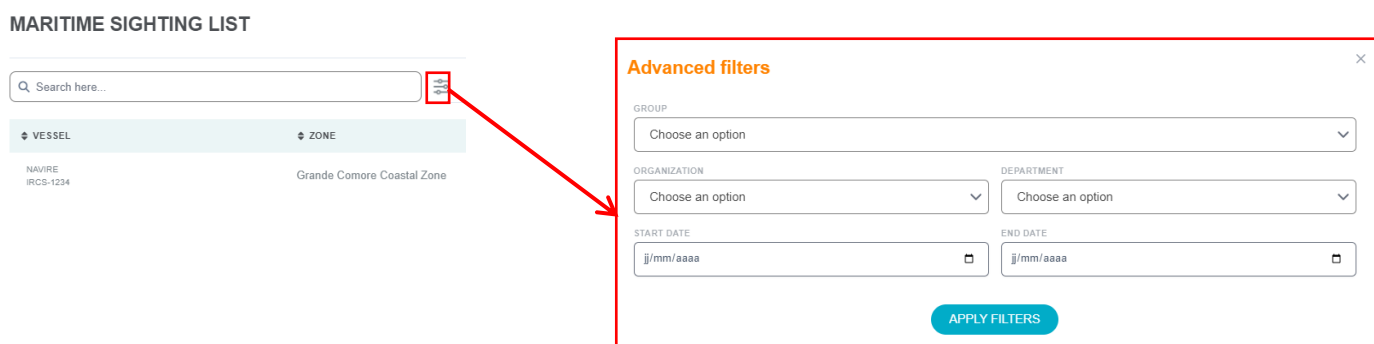 MARITIME SIGHTING LIST
Search here...
VESSEL ZONE
NAVIRE
IRCS-1234
Grande Comore Coastal Zone
Advanced filters
GROUP
Choose an option
ORGANIZATION DEPARTMENT
Choose an option Choose an option
START DATE END DATE
jj/mm/aaaa jj/mm/aaaa
APPLY FILTERS